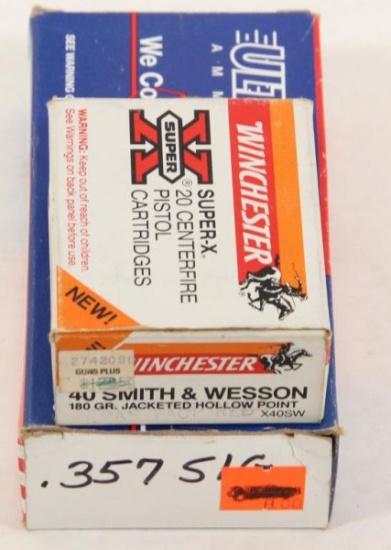 SEE WARNING
We Co
AMM
WINCHESTER
X
SUPER
SUPER-X®
20 CENTERFIRE
PISTOL
CARTRIDGES
WARNING: Keep out of reach of children.
See Warnings on back panel before use.
NEW!
GUNS PLUS
WINCHESTER
40 SMITH & WESSON
180 GR. JACKETED HOLLOW POINT
X40SW
.357 SIG